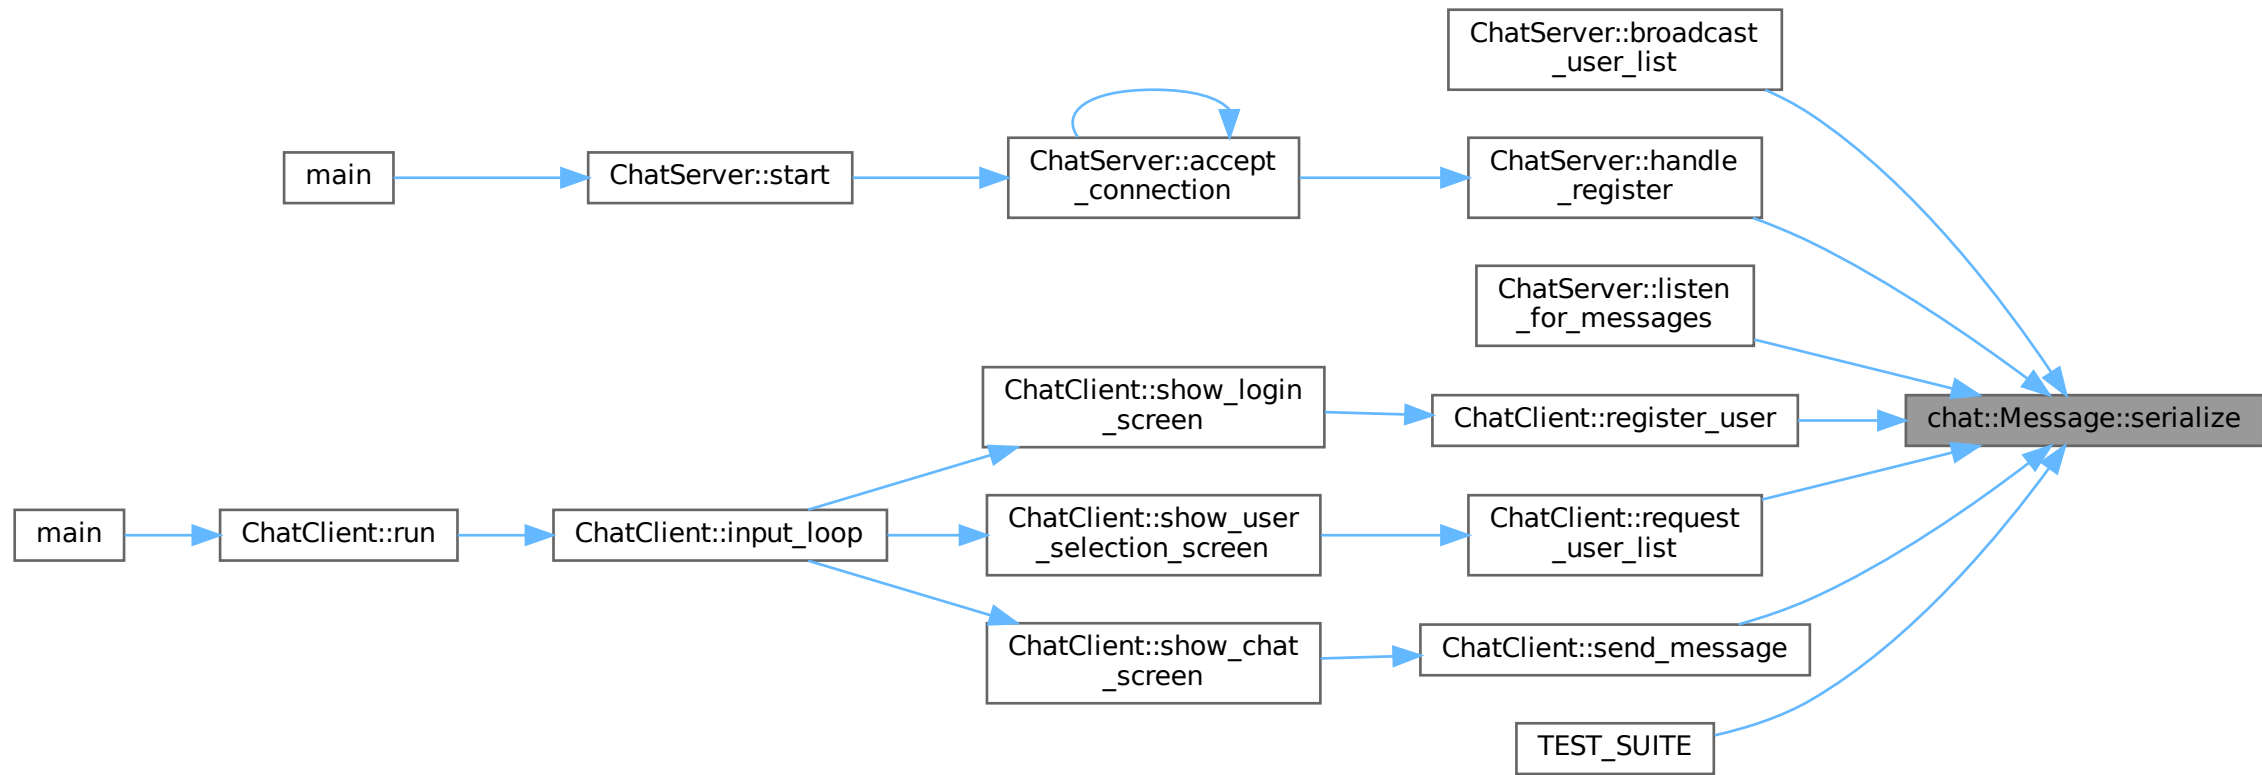 ChatServer::broadcast
_user_list
main
ChatServer::start
ChatServer::accept
_connection
ChatServer::handle
_register
ChatServer::listen
_for_messages
ChatClient::show_login
_screen
ChatClient::register_user
chat::Message::serialize
main
ChatClient::run
ChatClient::input_loop
ChatClient::show_user
_selection_screen
ChatClient::request
_user_list
ChatClient::show_chat
_screen
ChatClient::send_message
TEST_SUITE